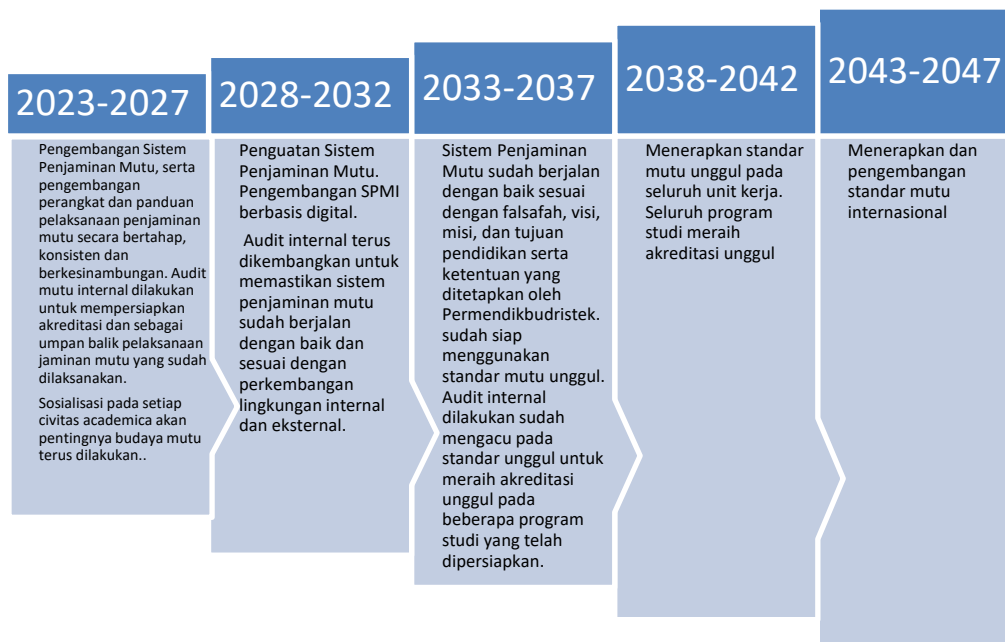 2023-2027
Pengembangan Sistem
Penjaminan Mutu, serta
pengembangan
perangkat dan panduan
pelaksanaan penjaminan
mutu secara bertahap,
konsisten dan
berkesinambungan. Audit
mutu internal dilakukan
untuk mempersiapkan
akreditasi dan sebagai
umpan balik pelaksanaan
jaminan mutu yang sudah
dilaksanakan.
Sosialisasi pada setiap
civitas academica akan
pentingnya budaya mutu
terus dilakukan..
2028-2032
Penguatan Sistem
Penjaminan Mutu.
Pengembangan SPMI
berbasis digital.
Audit internal terus
dikembangkan untuk
memastikan sistem
penjaminan mutu
sudah berjalan
dengan baik dan
sesuai dengan
perkembangan
lingkungan internal
dan eksternal.
2033-2037
Sistem Penjaminan
Mutu sudah berjalan
dengan baik sesuai
dengan falsafah, visi,
misi, dan tujuan
pendidikan serta
ketentuan yang
ditetapkan oleh
Permendikbudristek.
sudah siap
menggunakan
standar mutu unggul.
Audit internal
dilakukan sudah
mengacu pada
standar unggul untuk
meraih akreditasi
unggul pada
beberapa program
studi yang telah
dipersiapkan.
2038-2042
Menerapkan standar
mutu unggul pada
seluruh unit kerja.
Seluruh program
studi meraih
akreditasi unggul
2043-2047
Menerapkan dan
pengembangan
standar mutu
internasional